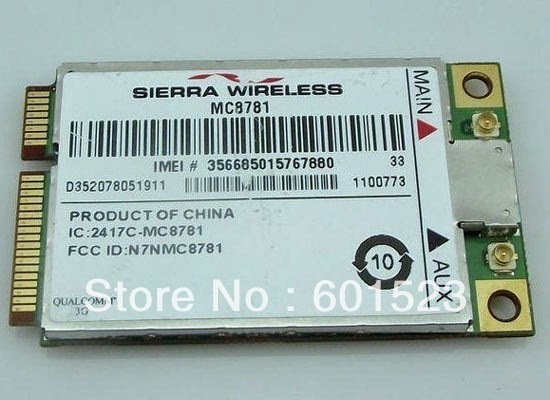 SIERRA WIRELESS
MC8781
IMEI # 356685015767880 33
D352078051911 1100773
PRODUCT OF CHINA
IC:2417C-MC8781
FCC ID:N7NMC8781
10
QUALCOMM
3G
MAIN
AUX
Store No : 601523